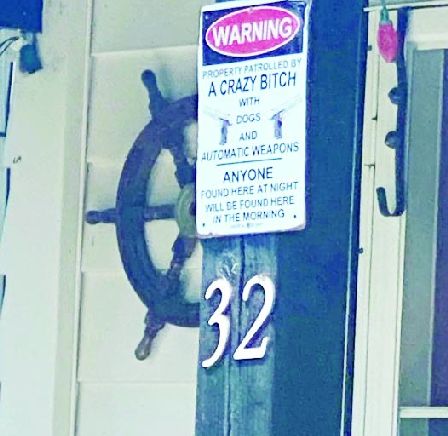 WARNING
PROPERTY PATROLLED BY
A CRAZY BITCH
WITH
DOGS
AND
AUTOMATIC WEAPONS
ANYONE
FOUND HERE AT NIGHT
WILL BE FOUND HERE
IN THE MORNING
32